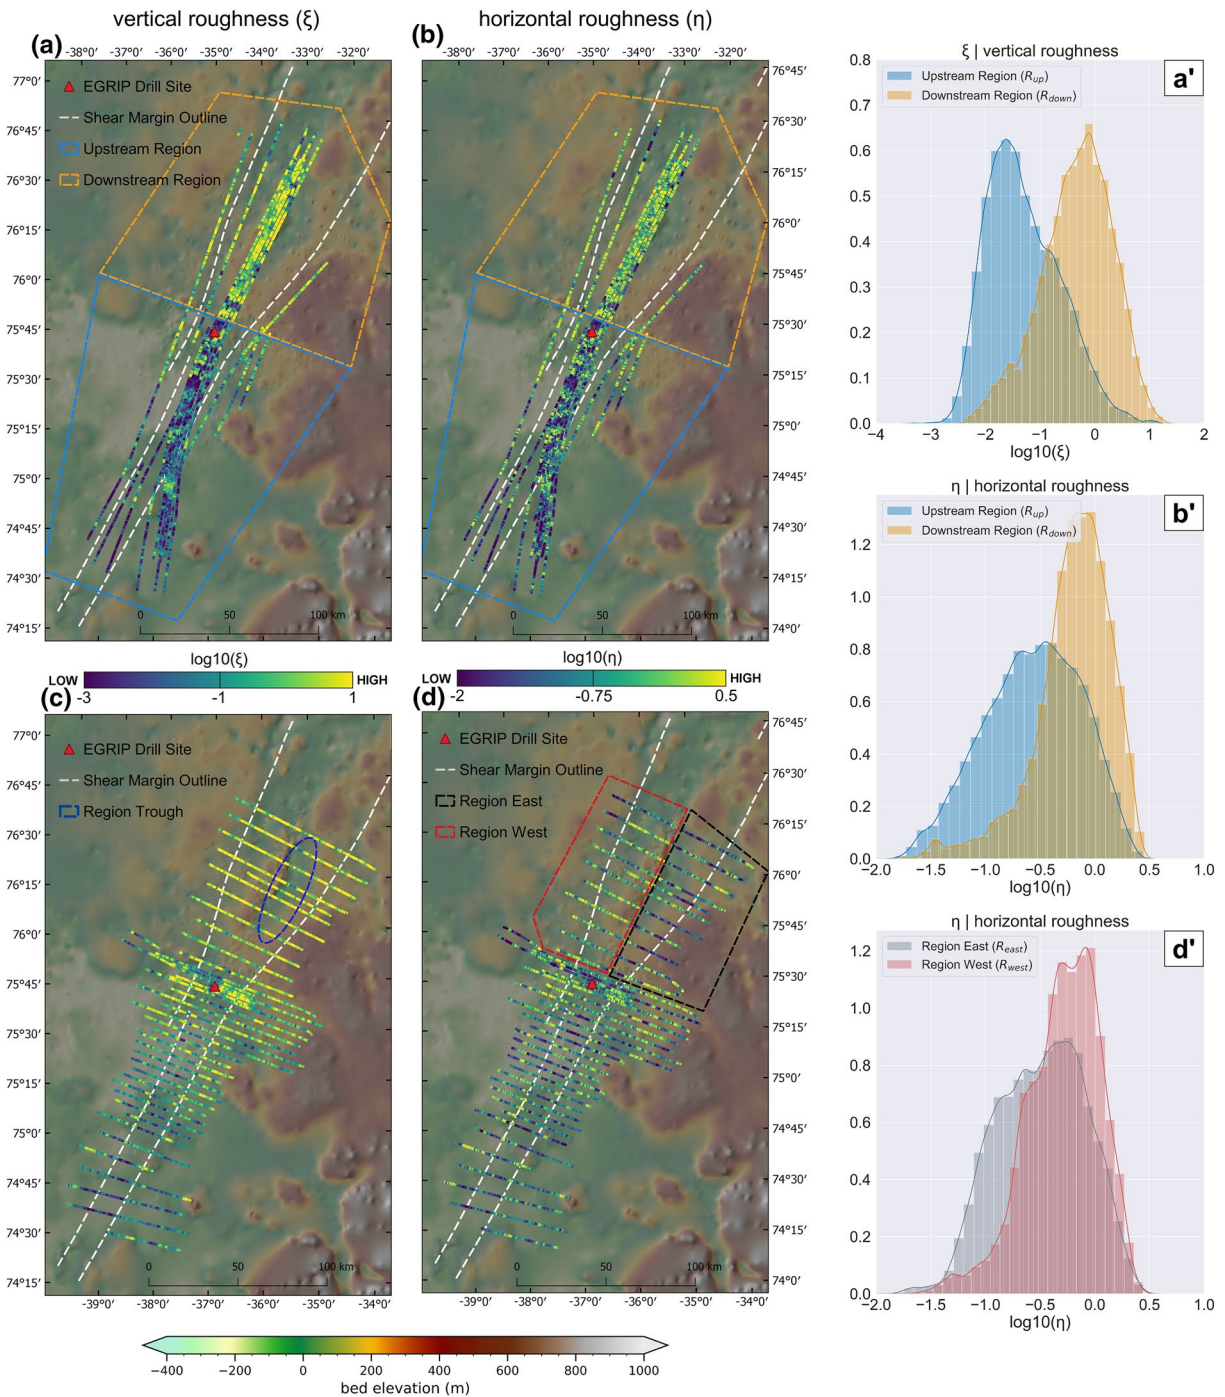 vertical roughness (ξ)
horizontal roughness (η)
(a)
-38°0′ -37°0′ -36°0′ -35°0′ -34°0′ -33°0′ -32°0′
77°0′
76°45′
76°30′
76°15′
76°0′
75°45′
75°30′
75°15′
75°0′
74°45′
74°30′
74°15′
EGRIP Drill Site
Shear Margin Outline
Upstream Region
Downstream Region
0 50 100 km
(b)
-38°0′ -37°0′ -36°0′ -35°0′ -34°0′ -33°0′ -32°0′
76°45′
76°30′
76°15′
76°0′
75°45′
75°30′
75°15′
75°0′
74°45′
74°30′
74°15′
74°0′
EGRIP Drill Site
0 50 100 km
ξ | vertical roughness
a'
Upstream Region (Rup)
Downstream Region (Rdown)
0.8
0.7
0.6
0.5
0.4
0.3
0.2
0.1
0.0
−4 −3 −2 −1 0 1 2
log10(ξ)
η | horizontal roughness
b'
Upstream Region (Rup)
Downstream Region (Rdown)
1.2
1.0
0.8
0.6
0.4
0.2
0.0
−2.0 −1.5 −1.0 −0.5 0.0 0.5 1.0
log10(η)
log10(ξ)
LOW HIGH
-3 -1 1
log10(η)
LOW HIGH
-2 -0.75 0.5
(c)
77°0′
76°45′
76°30′
76°15′
76°0′
75°45′
75°30′
75°15′
75°0′
74°45′
74°30′
74°15′
EGRIP Drill Site
Shear Margin Outline
Region Trough
0 50 100 km
-39°0′ -38°0′ -37°0′ -36°0′ -35°0′ -34°0′
(d)
76°45′
76°30′
76°15′
76°0′
75°45′
75°30′
75°15′
75°0′
74°45′
74°30′
74°15′
74°0′
EGRIP Drill Site
Shear Margin Outline
Region East
Region West
0 50 100 km
-39°0′ -38°0′ -37°0′ -36°0′ -35°0′ -34°0′
η | horizontal roughness
d'
Region East (Reast)
Region West (Rwest)
1.2
1.0
0.8
0.6
0.4
0.2
0.0
−2.0 −1.5 −1.0 −0.5 0.0 0.5 1.0
log10(η)
−400 −200 0 200 400 600 800 1000
bed elevation (m)